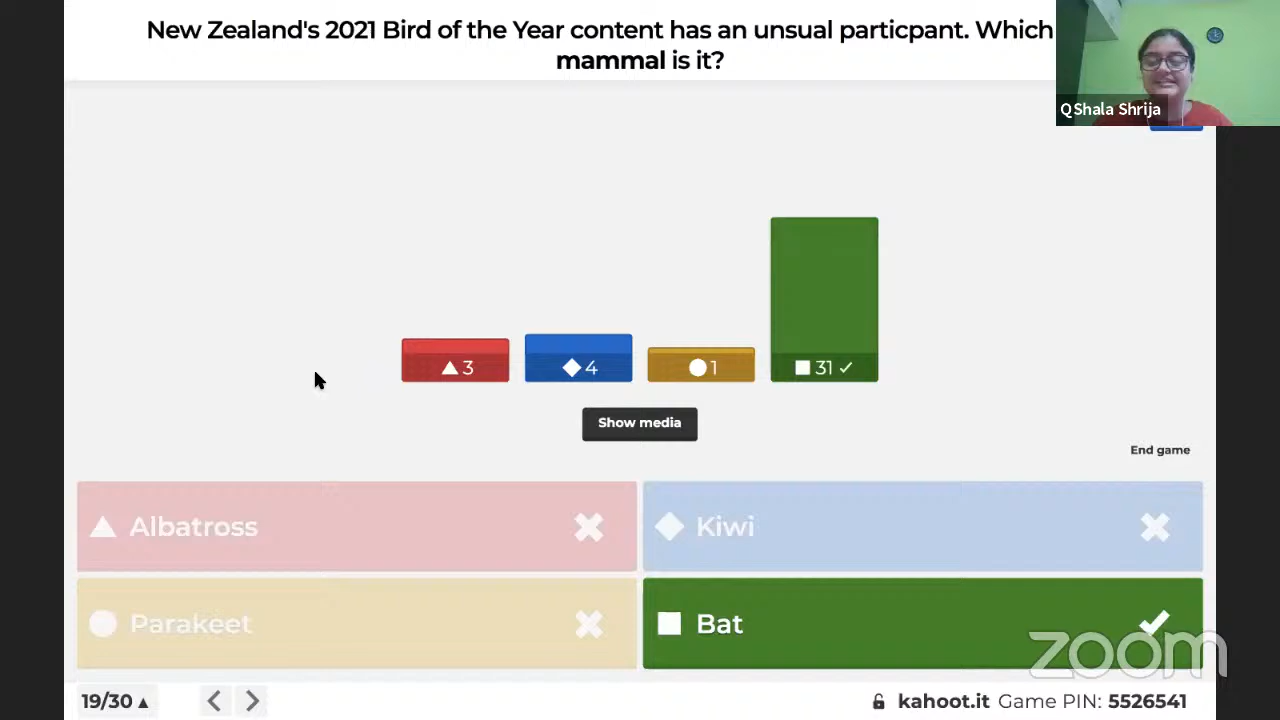 New Zealand's 2021 Bird of the Year content has an unsual particpant. Which
mammal is it?
QShala Shrija
3
4
1
31
Show media
End game
Albatross
Kiwi
Parakeet
Bat
zoom
19/30
kahoot.it Game PIN: 5526541